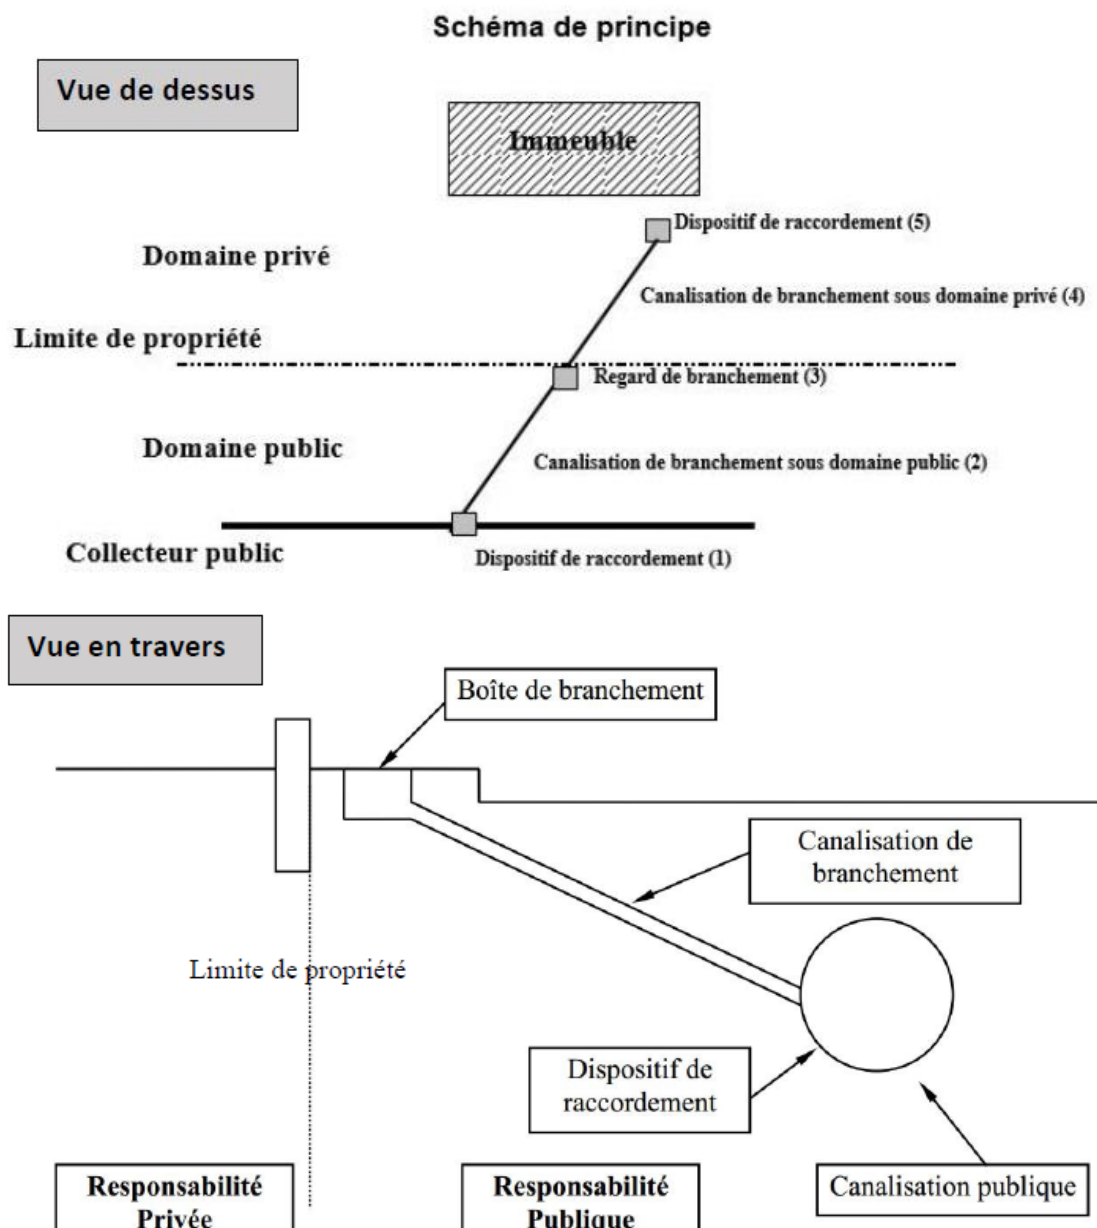 Schéma de principe
Vue de dessus
Immeuble
Dispositif de raccordement (5)
Domaine privé
Canalisation de branchement sous domaine privé (4)
Limite de propriété
Regard de branchement (3)
Domaine public
Canalisation de branchement sous domaine public (2)
Collecteur public
Dispositif de raccordement (1)
Vue en travers
Boîte de branchement
Canalisation de
branchement
Limite de propriété
Dispositif de
raccordement
Responsabilité
Privée
Responsabilité
Publique
Canalisation publique